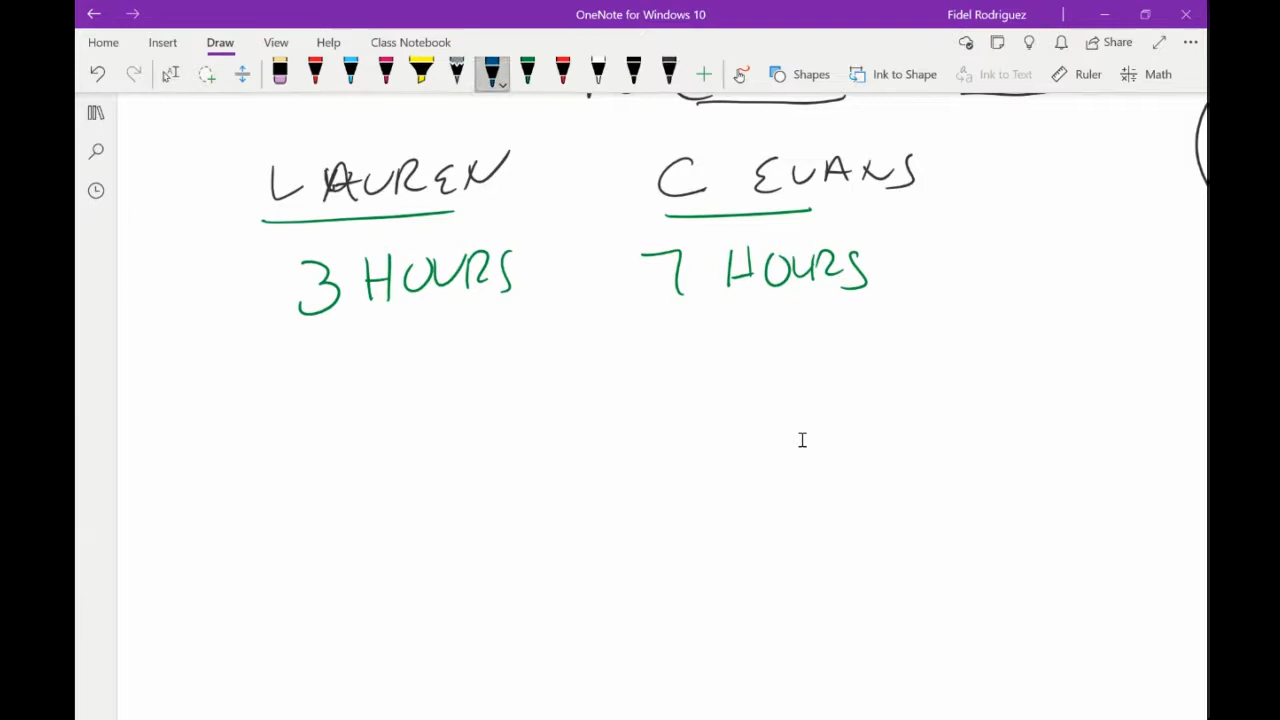 OneNote for Windows 10 Fidel Rodriguez
Home Insert Draw View Help Class Notebook Share
Shapes Ink to Shape Ink to Text Ruler Math
LAUREN C EVANS
3 HOURS 7 HOURS